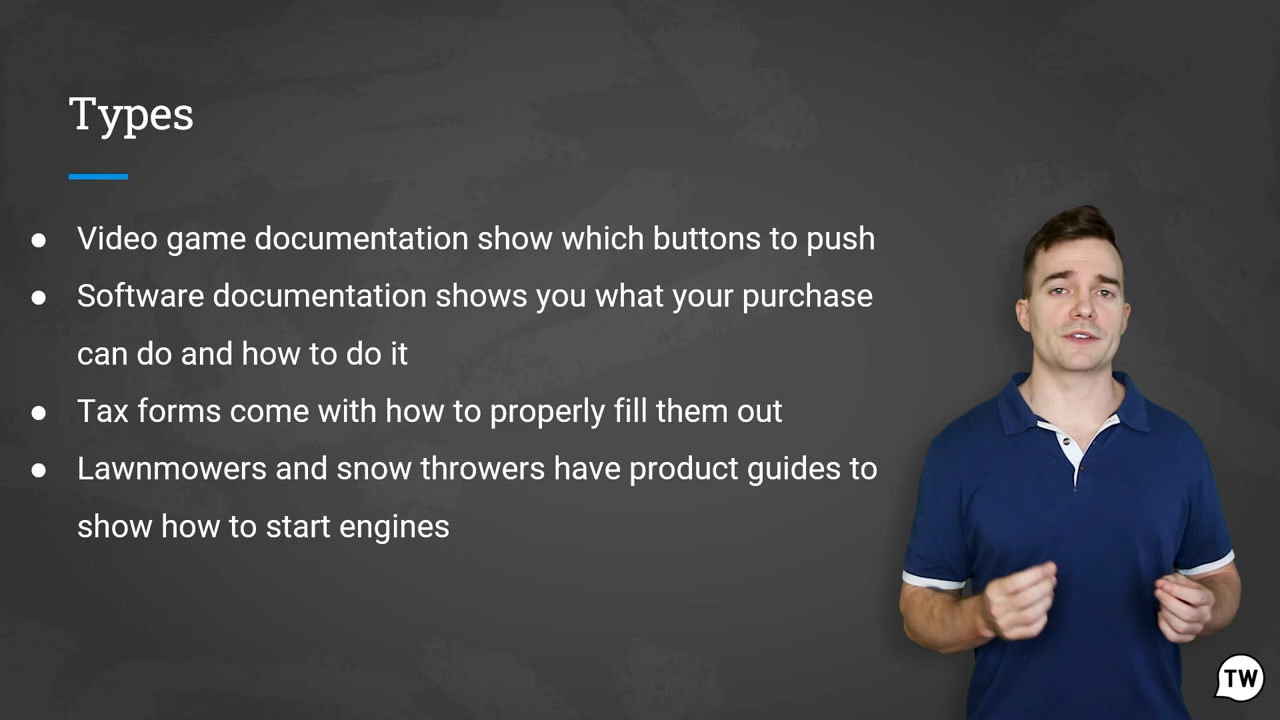 Types
● Video game documentation show which buttons to push
● Software documentation shows you what your purchase
can do and how to do it
● Tax forms come with how to properly fill them out
● Lawnmowers and snow throwers have product guides to
show how to start engines
TW